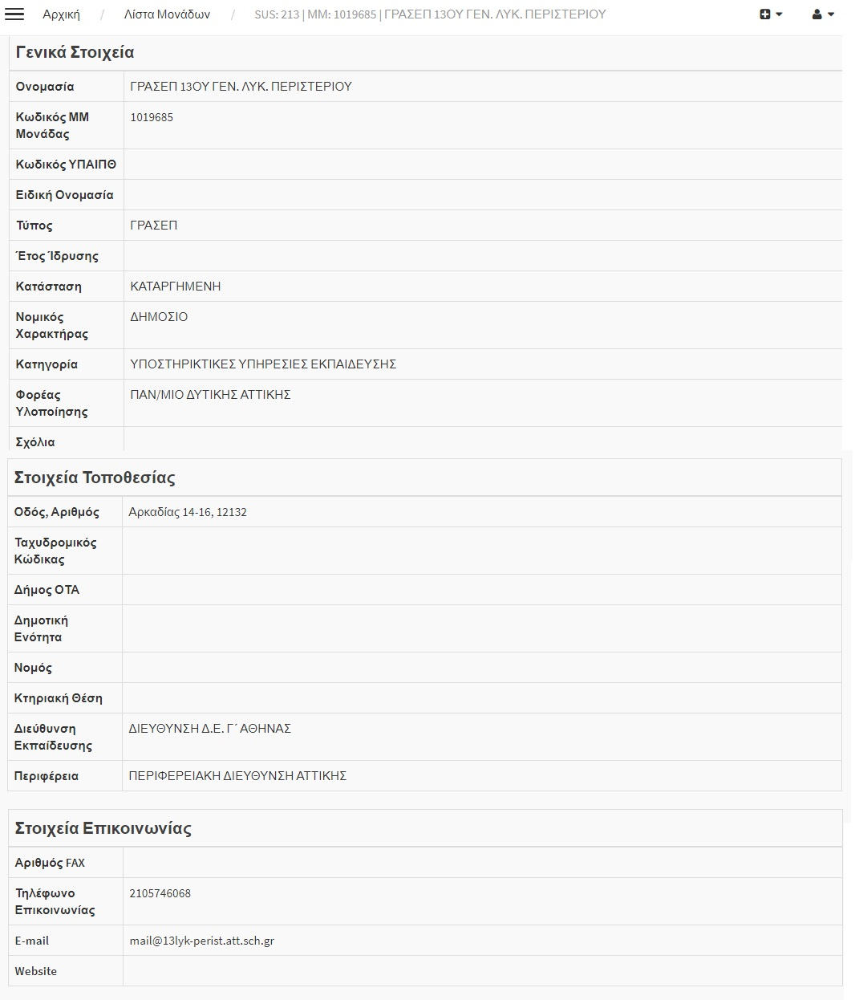 Αρχική / Λίστα Μονάδων / SUS: 213 | MM: 1019685 | ΓΡΑΣΕΠ 13ΟΥ ΓΕΝ. ΛΥΚ. ΠΕΡΙΣΤΕΡΙΟΥ
Γενικά Στοιχεία
Ονομασία ΓΡΑΣΕΠ 13ΟΥ ΓΕΝ. ΛΥΚ. ΠΕΡΙΣΤΕΡΙΟΥ
Κωδικός ΜΜ 1019685
Μονάδας
Κωδικός ΥΠΑΙΠΘ
Ειδική Ονομασία
Τύπος ΓΡΑΣΕΠ
Έτος Ίδρυσης
Κατάσταση ΚΑΤΑΡΓΗΜΕΝΗ
Νομικός ΔΗΜΟΣΙΟ
Χαρακτήρας
Κατηγορία ΥΠΟΣΤΗΡΙΚΤΙΚΕΣ ΥΠΗΡΕΣΙΕΣ ΕΚΠΑΙΔΕΥΣΗΣ
Φορέας ΠΑΝ/ΜΙΟ ΔΥΤΙΚΗΣ ΑΤΤΙΚΗΣ
Υλοποίησης
Σχόλια
Στοιχεία Τοποθεσίας
Οδός, Αριθμός Αρκαδίας 14-16, 12132
Ταχυδρομικός
Κώδικας
Δήμος ΟΤΑ
Δημοτική
Ενότητα
Νομός
Κτηριακή Θέση
Διεύθυνση ΔΙΕΥΘΥΝΣΗ Δ.Ε. Γ΄ ΑΘΗΝΑΣ
Εκπαίδευσης
Περιφέρεια ΠΕΡΙΦΕΡΕΙΑΚΗ ΔΙΕΥΘΥΝΣΗ ΑΤΤΙΚΗΣ
Στοιχεία Επικοινωνίας
Αριθμός FAX
Τηλέφωνο 2105746068
Επικοινωνίας
E-mail mail@13lyk-perist.att.sch.gr
Website